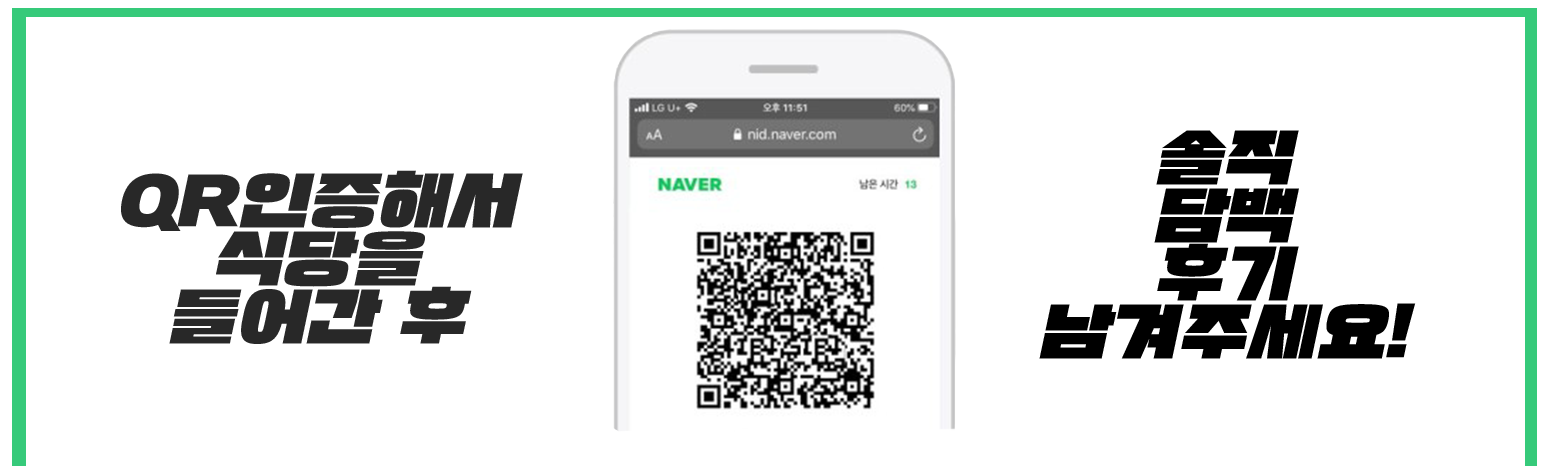 QR인증해서
식당을
들어간 후
LG U+ 오후 11:51 60%
AA nid.naver.com
NAVER 남은 시간 13
솔직
담백
후기
남겨주세요!